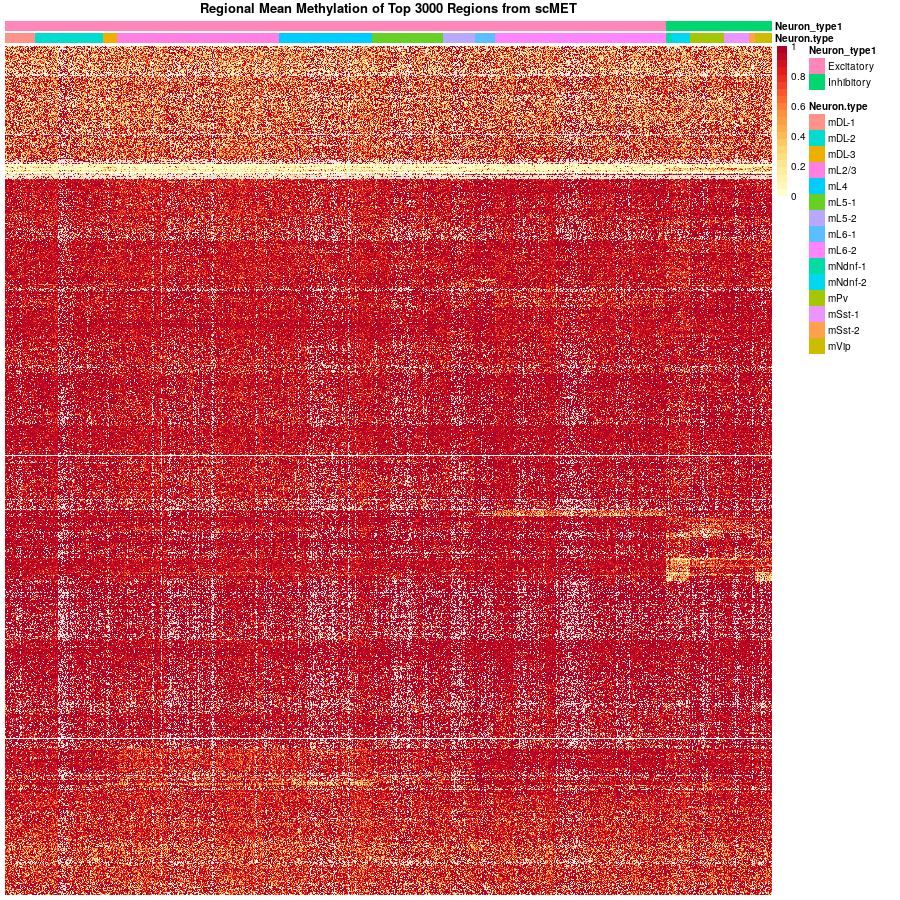 Regional Mean Methylation of Top 3000 Regions from scMET
Neuron_type1
Neuron.type
1
0.8
0.6
0.4
0.2
0
Neuron_type1
Excitatory
Inhibitory
Neuron.type
mDL-1
mDL-2
mDL-3
mL2/3
mL4
mL5-1
mL5-2
mL6-1
mL6-2
mNdnf-1
mNdnf-2
mPv
mSst-1
mSst-2
mVip